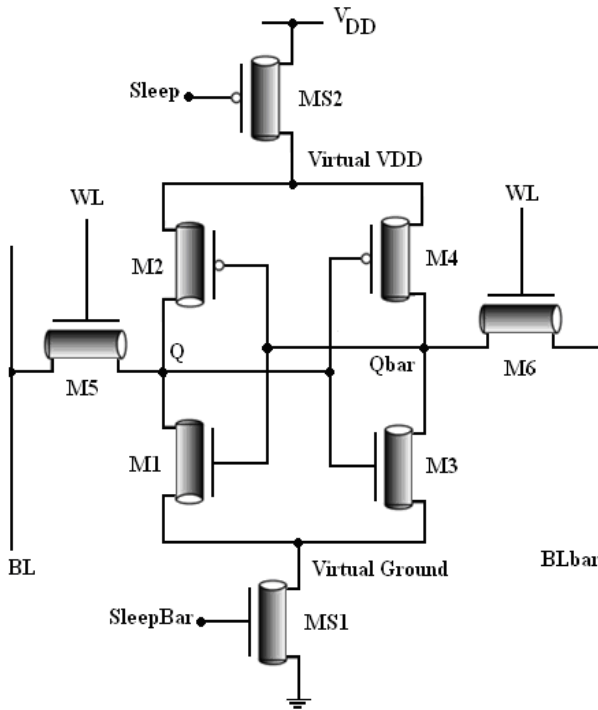 V
DD
Sleep
MS2
Virtual VDD
WL
WL
M2
M4
Q
Qbar
M5
M6
M1
M3
BL
Virtual Ground
BLbar
SleepBar
MS1